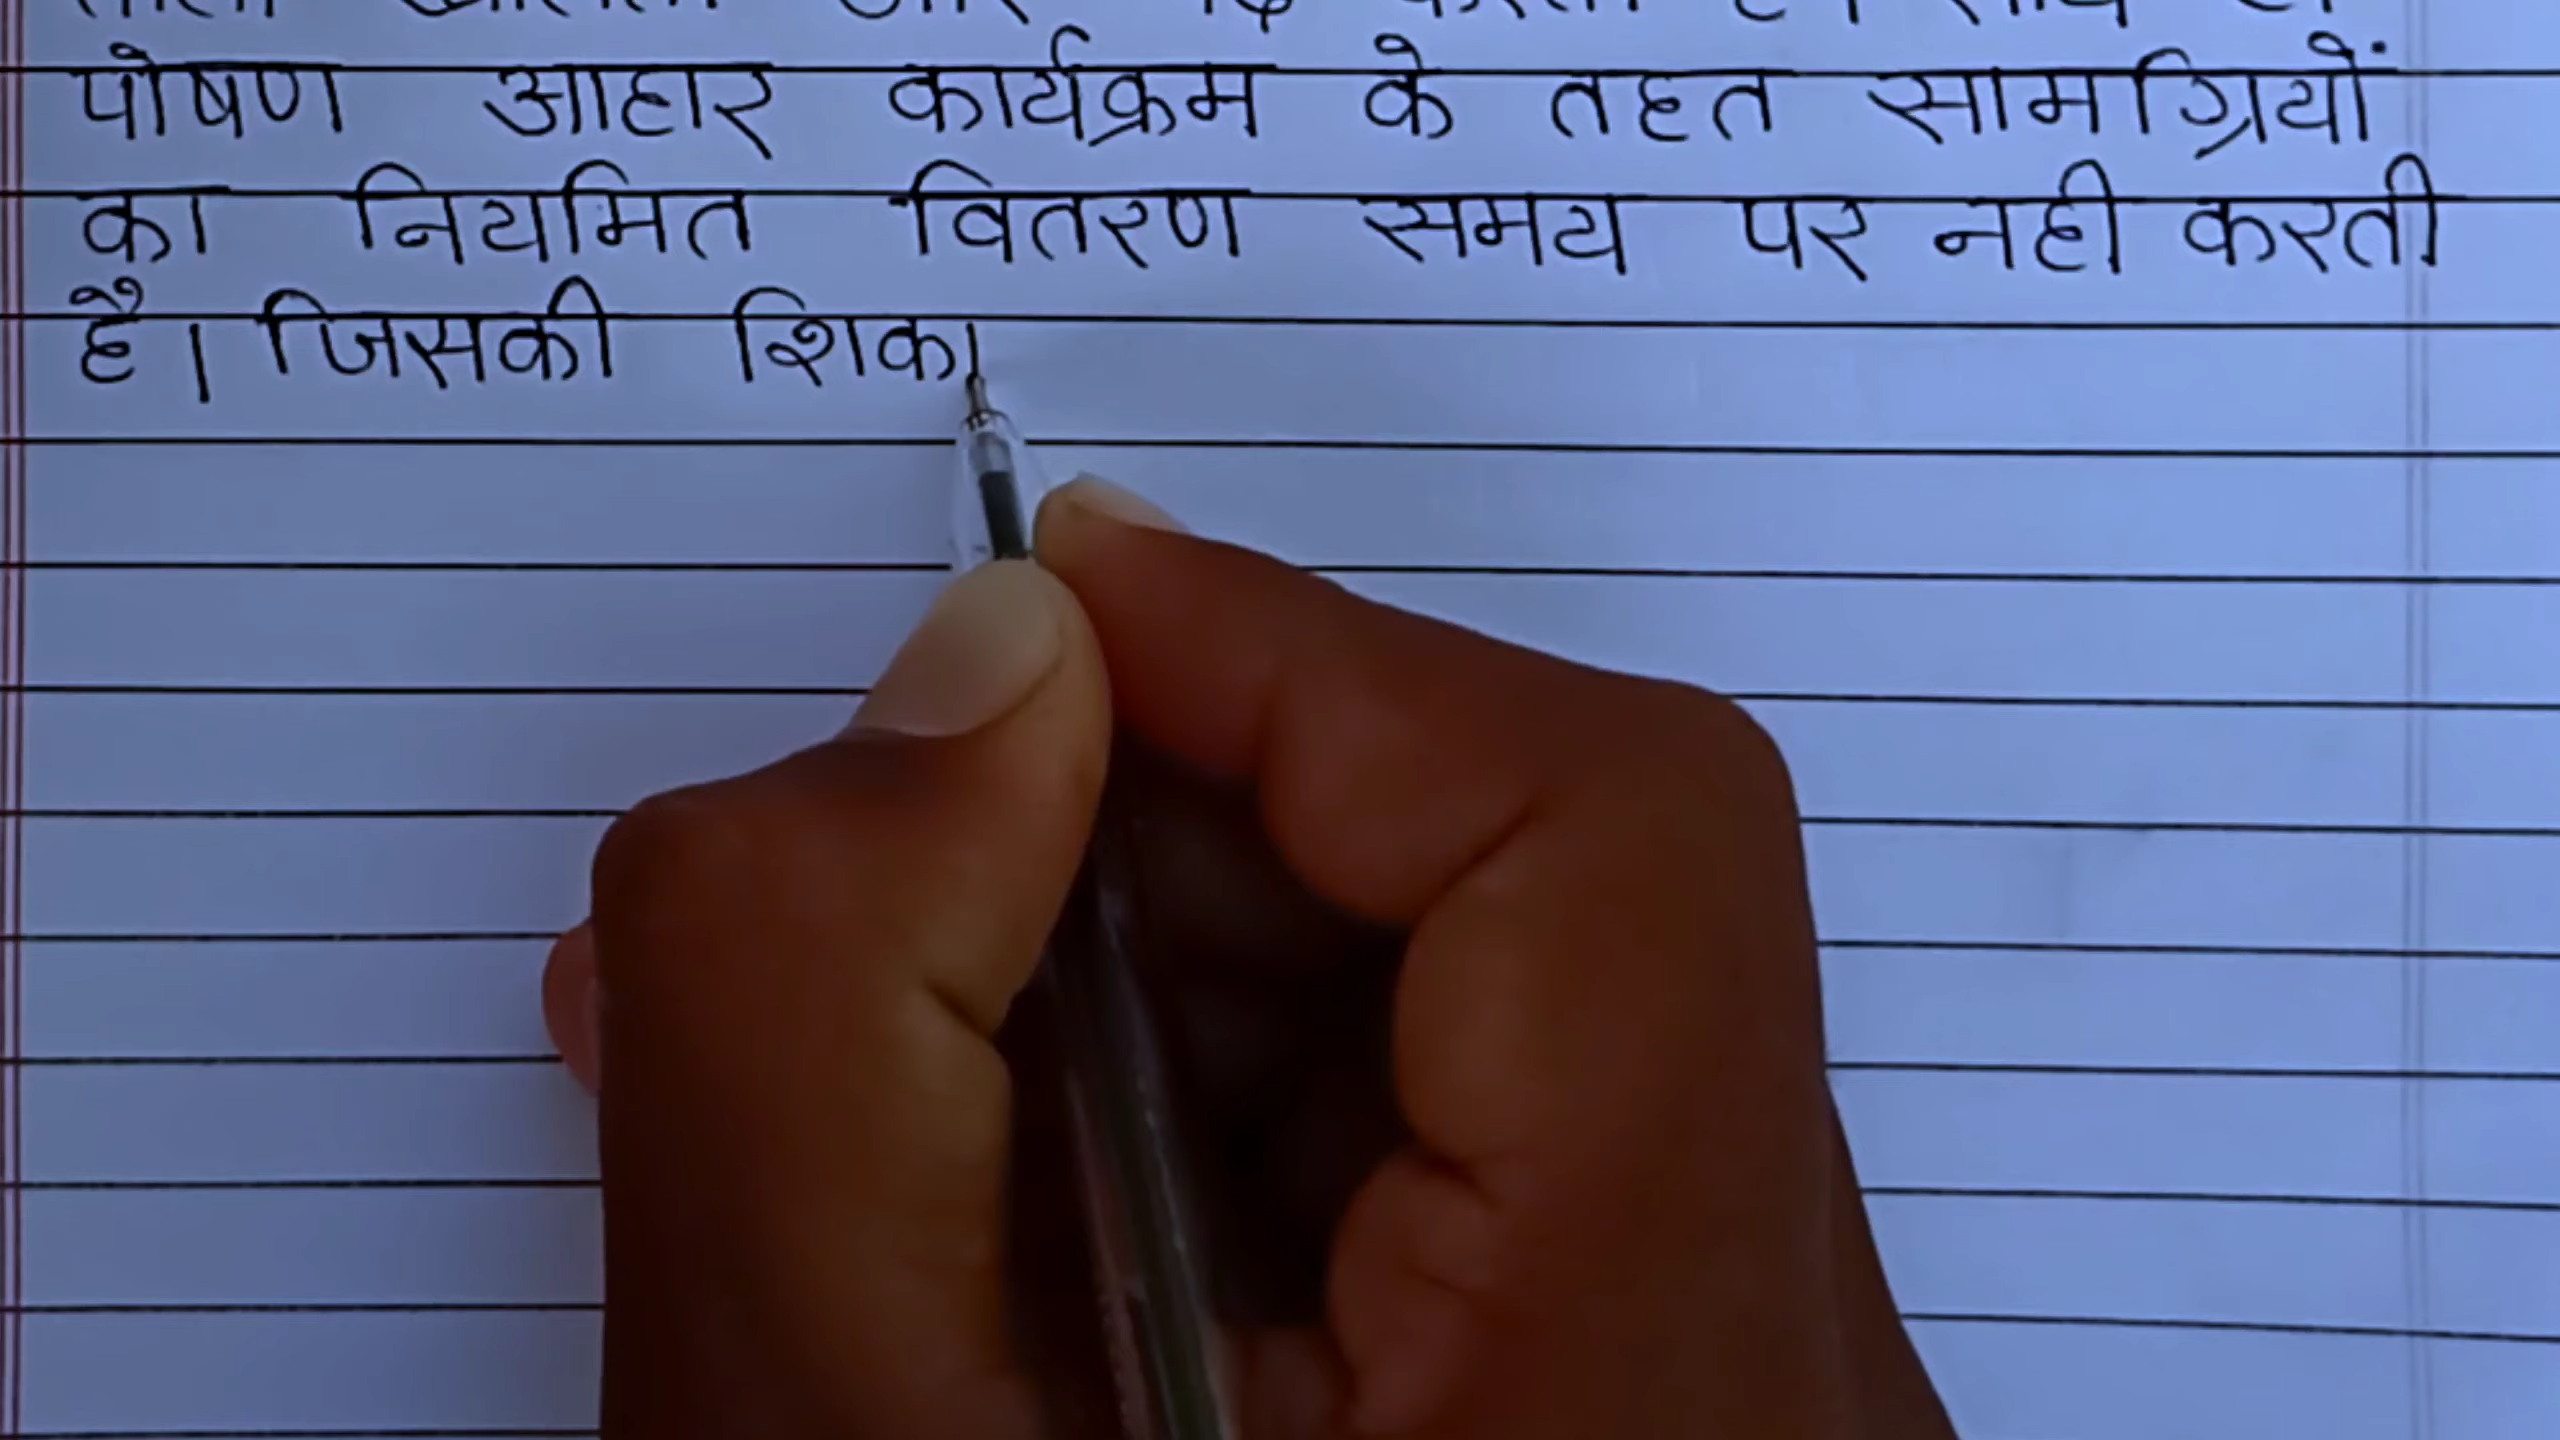 पोषण आहार कार्यक्रम के तहत सामग्रियों
का नियमित वितरण समय पर नही करती
है। जिसकी शिका